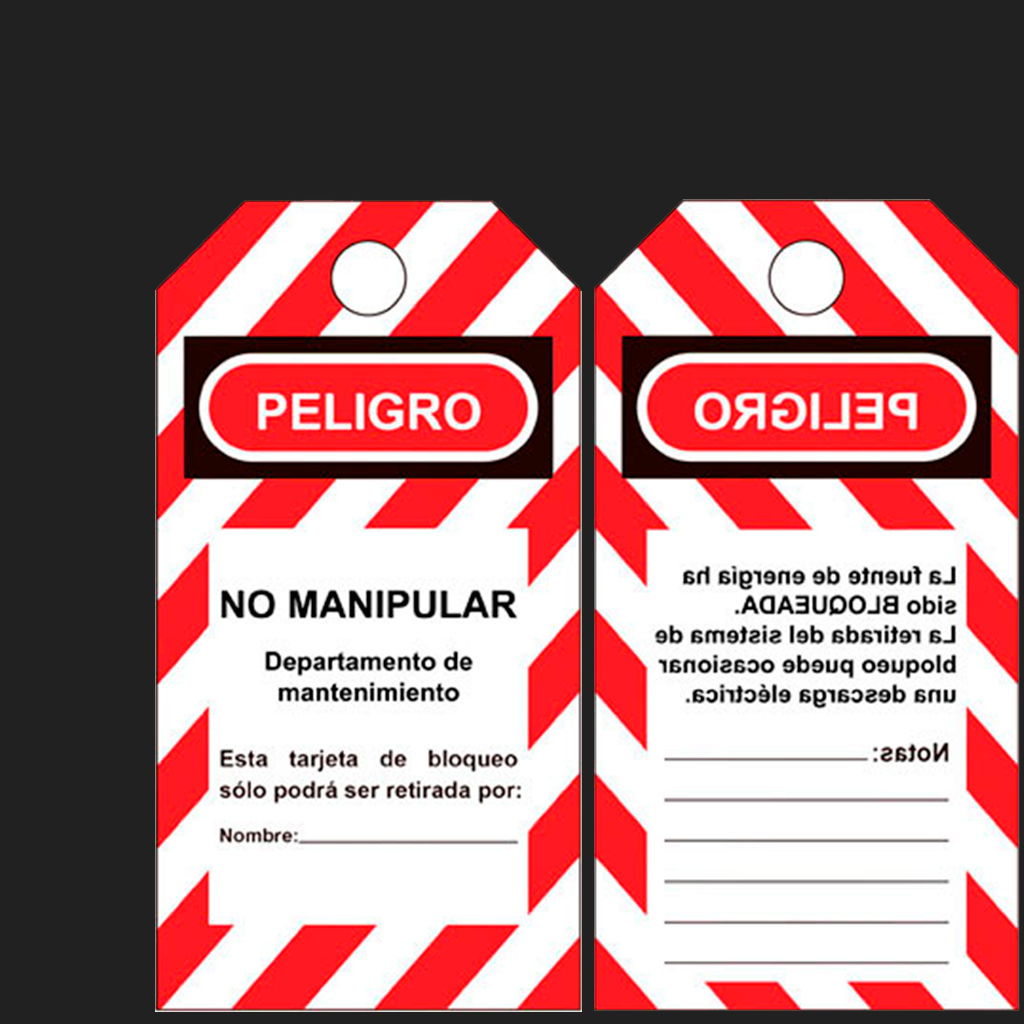 PELIGRO
NO MANIPULAR
Departamento de
mantenimiento
Esta tarjeta de bloqueo
sólo podrá ser retirada por:
Nombre:
PELIGRO
La fuente de energía ha
sido BLOQUEADA.
La retirada del sistema de
bloqueo puede ocasionar
una descarga eléctrica.
Notas: